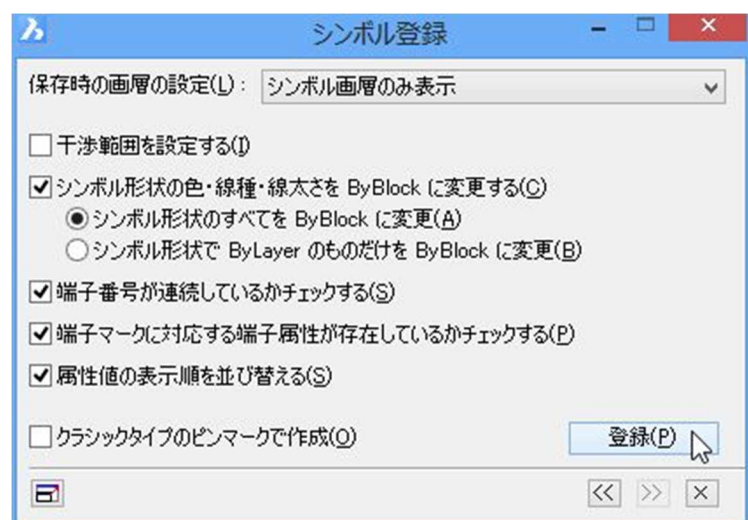 シンボル登録
保存時の画層の設定(L): シンボル画層のみ表示
干渉範囲を設定する(I)
シンボル形状の色・線種・線太さを ByBlock に変更する(C)
シンボル形状のすべてを ByBlock に変更(A)
シンボル形状で ByLayer のものだけを ByBlock に変更(B)
端子番号が連続しているかチェックする(S)
端子マークに対応する端子属性が存在しているかチェックする(P)
属性値の表示順を並び替える(S)
クラシックタイプのピンマークで作成(O) 登録(P)